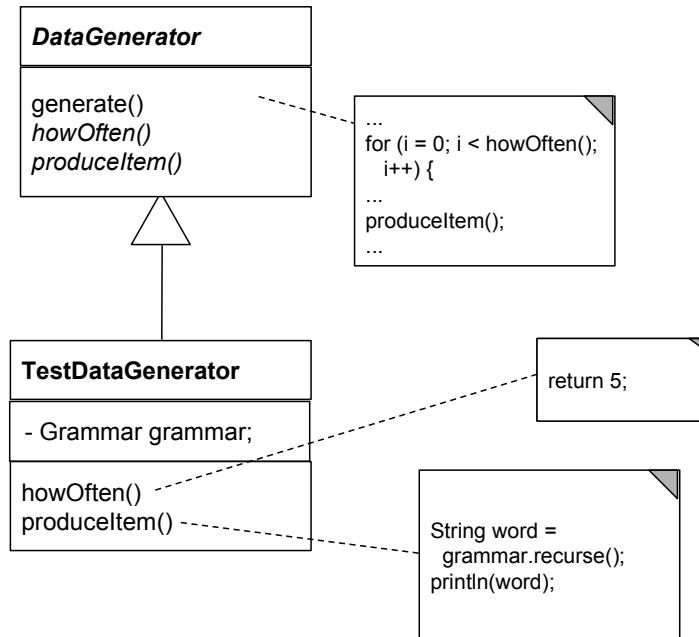 DataGenerator
generate()
howOften()
produceItem()
...
for (i = 0; i < howOften();
i++) {
...
produceItem();
...
TestDataGenerator
- Grammar grammar;
howOften()
produceItem()
return 5;
String word =
grammar.recurse();
println(word);